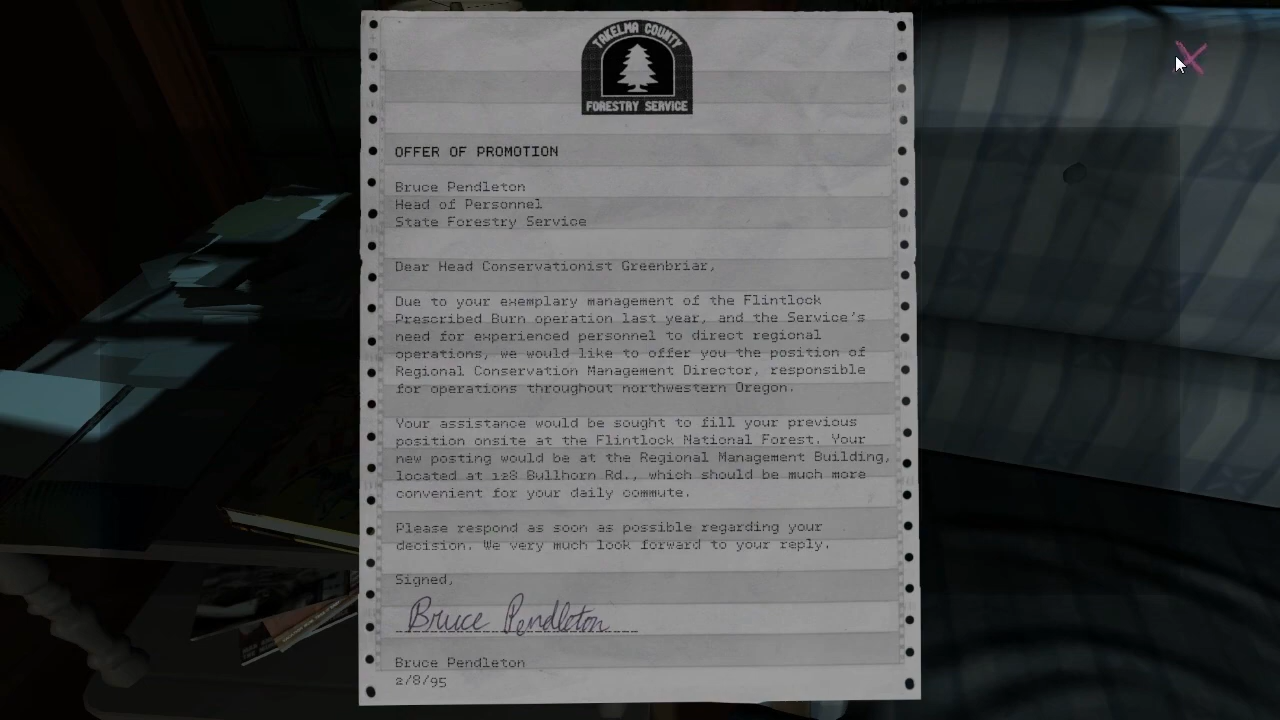 TAKELMA COUNTY
FORESTRY SERVICE
OFFER OF PROMOTION
Bruce Pendleton
Head of Personnel
State Forestry Service
Dear Head Conservationist Greenbriar,
Due to your exemplary management of the Flintlock
Prescribed Burn operation last year, and the Service's
need for experienced personnel to direct regional
operations, we would like to offer you the position of
Regional Conservation Management Director, responsible
for operations throughout northwestern Oregon.
Your assistance would be sought to fill your previous
position onsite at the Flintlock National Forest. Your
new posting would be at the Regional Management Building,
located at 128 Bullhorn Rd., which should be much more
convenient for your daily commute.
Please respond as soon as possible regarding your
decision. We very much look forward to your reply.
Signed,
Bruce Pendleton
Bruce Pendleton
2/8/95